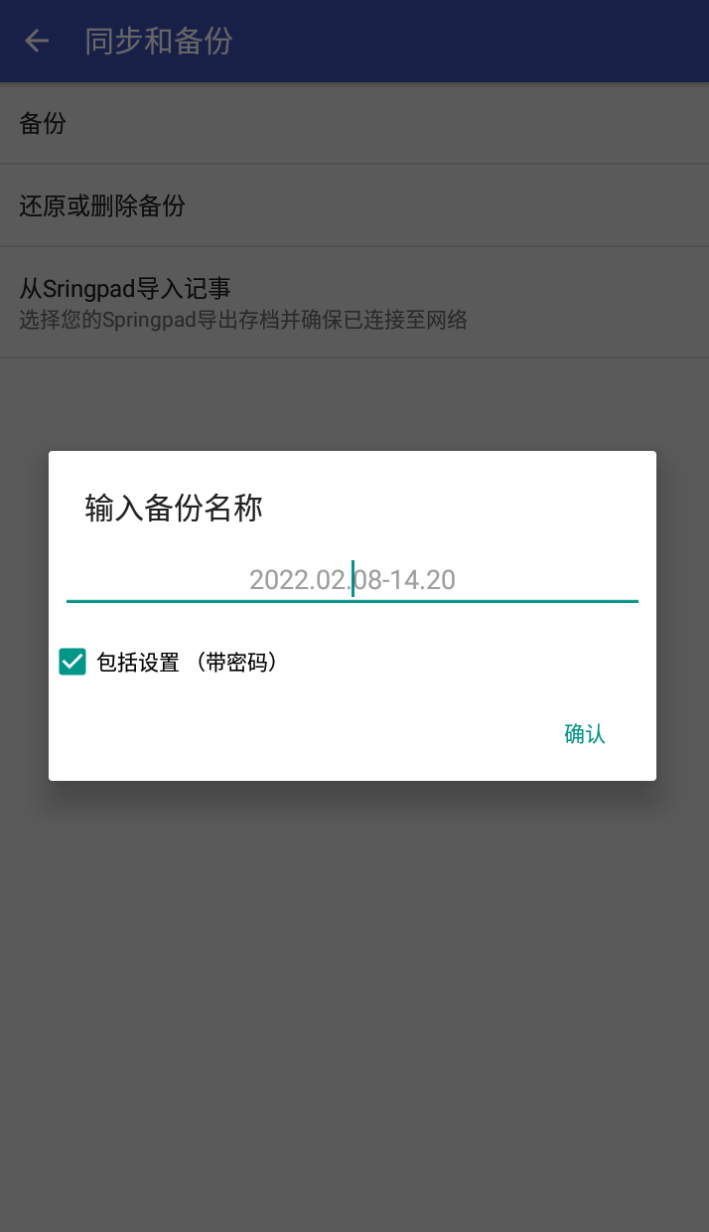 同步和备份
备份
还原或删除备份
从Sringpad导入记事
选择您的Springpad导出存档并确保已连接至网络
输入备份名称
2022.02.08-14.20
包括设置 （带密码）
确认